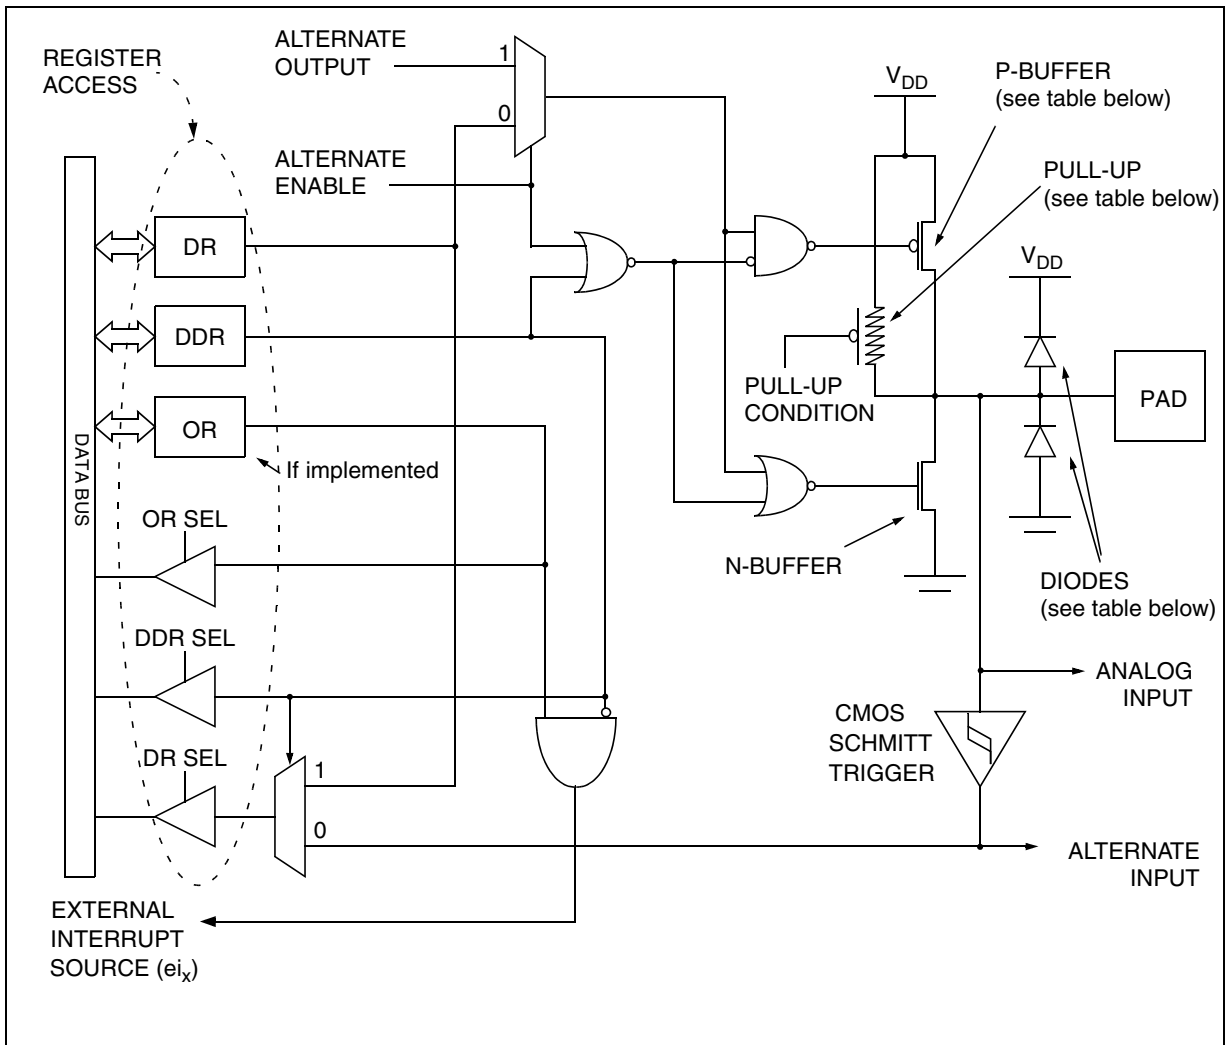 REGISTER
ACCESS
ALTERNATE
OUTPUT
1
0
ALTERNATE
ENABLE
VDD
P-BUFFER
(see table below)
PULL-UP
(see table below)
DR
DDR
OR
If implemented
DATA BUS
VDD
PULL-UP
CONDITION
PAD
N-BUFFER
DIODES
(see table below)
OR SEL
DDR SEL
DR SEL
1
0
CMOS
SCHMITT
TRIGGER
ANALOG
INPUT
ALTERNATE
INPUT
EXTERNAL
INTERRUPT
SOURCE (eix)